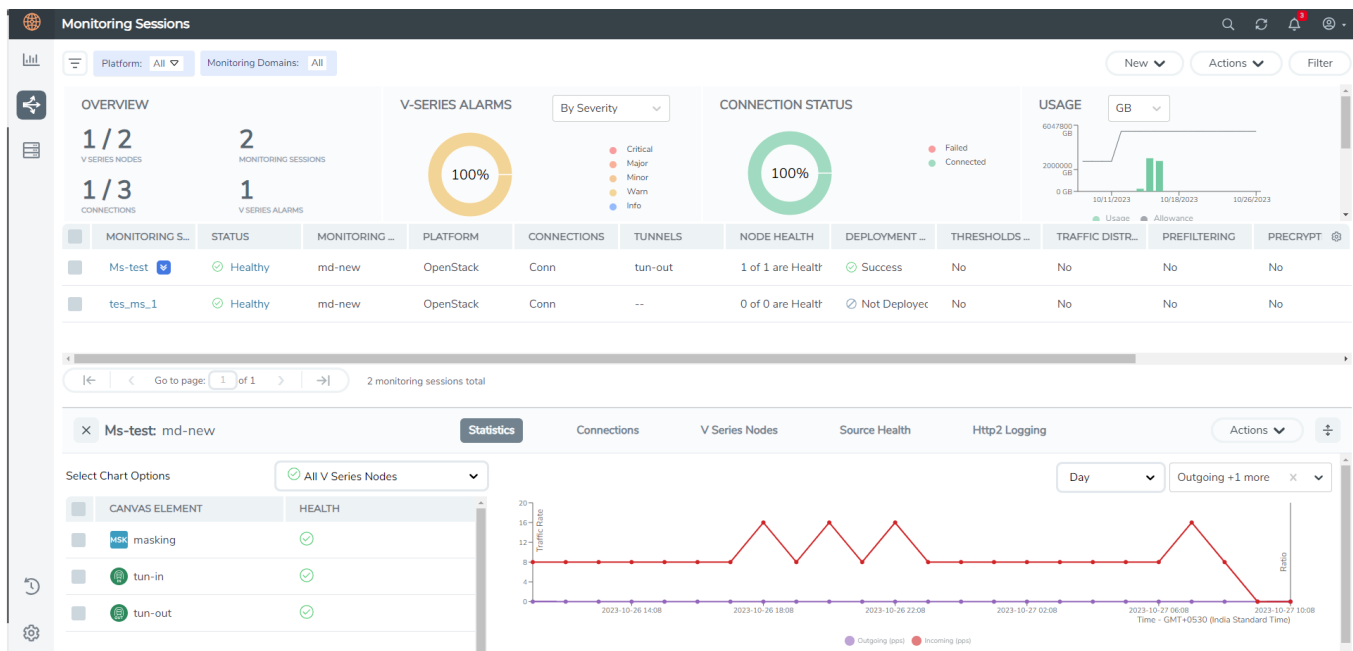 Monitoring Sessions
3
Platform: All
Monitoring Domains: All
New
Actions
Filter
OVERVIEW
1 / 2
V SERIES NODES
2
MONITORING SESSIONS
1 / 3
CONNECTIONS
1
V SERIES ALARMS
V-SERIES ALARMS
By Severity
100%
Critical
Major
Minor
Warn
Info
CONNECTION STATUS
100%
Failed
Connected
USAGE
GB
6047800 GB
2000000 GB
0 GB
10/11/2023
10/18/2023
10/26/2023
Usage
Allowance
MONITORING S... STATUS MONITORING ... PLATFORM CONNECTIONS TUNNELS NODE HEALTH DEPLOYMENT ... THRESHOLDS ... TRAFFIC DISTR... PREFILTERING PRECRYPT
Ms-test Healthy md-new OpenStack Conn tun-out 1 of 1 are Health Success No No No No
tes_ms_1 Healthy md-new OpenStack Conn -- 0 of 0 are Health Not Deployed No No No No
Go to page: 1 of 1
2 monitoring sessions total
Ms-test: md-new
Statistics
Connections
V Series Nodes
Source Health
Http2 Logging
Actions
Select Chart Options
All V Series Nodes
Day
Outgoing +1 more
CANVAS ELEMENT HEALTH
MSK masking
tun-in
tun-out
20
16
12
8
4
0
Traffic Rate
Ratio
2023-10-26 14:08
2023-10-26 18:08
2023-10-26 22:08
2023-10-27 02:08
2023-10-27 06:08
2023-10-27 10:08
Time - GMT+0530 (India Standard Time)
Outgoing (pps)
Incoming (pps)